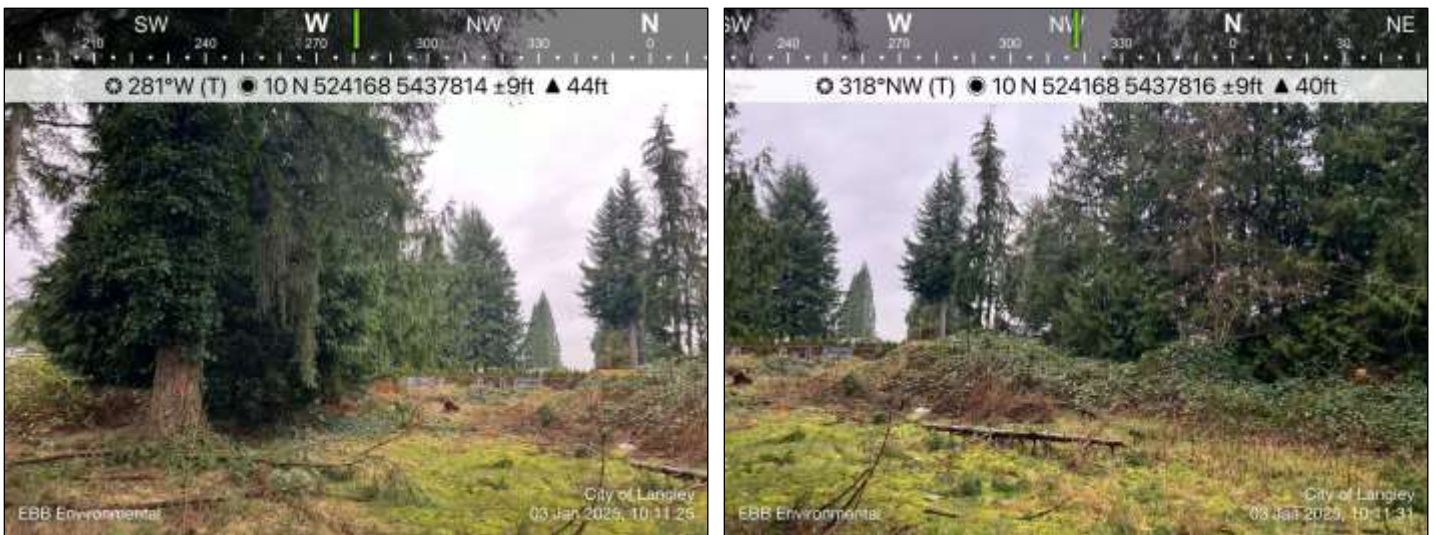 SW W NW N
210 240 270 300 330 0
281°W (T) 10 N 524168 5437814 ±9ft ▲ 44ft
City of Langley
EBB Environmental 03 Jan 2025, 10:11:25
SW W NW N NE
240 270 300 330 0 30
318°NW (T) 10 N 524168 5437816 ±9ft ▲ 40ft
City of Langley
EBB Environmental 03 Jan 2025, 10:11:31